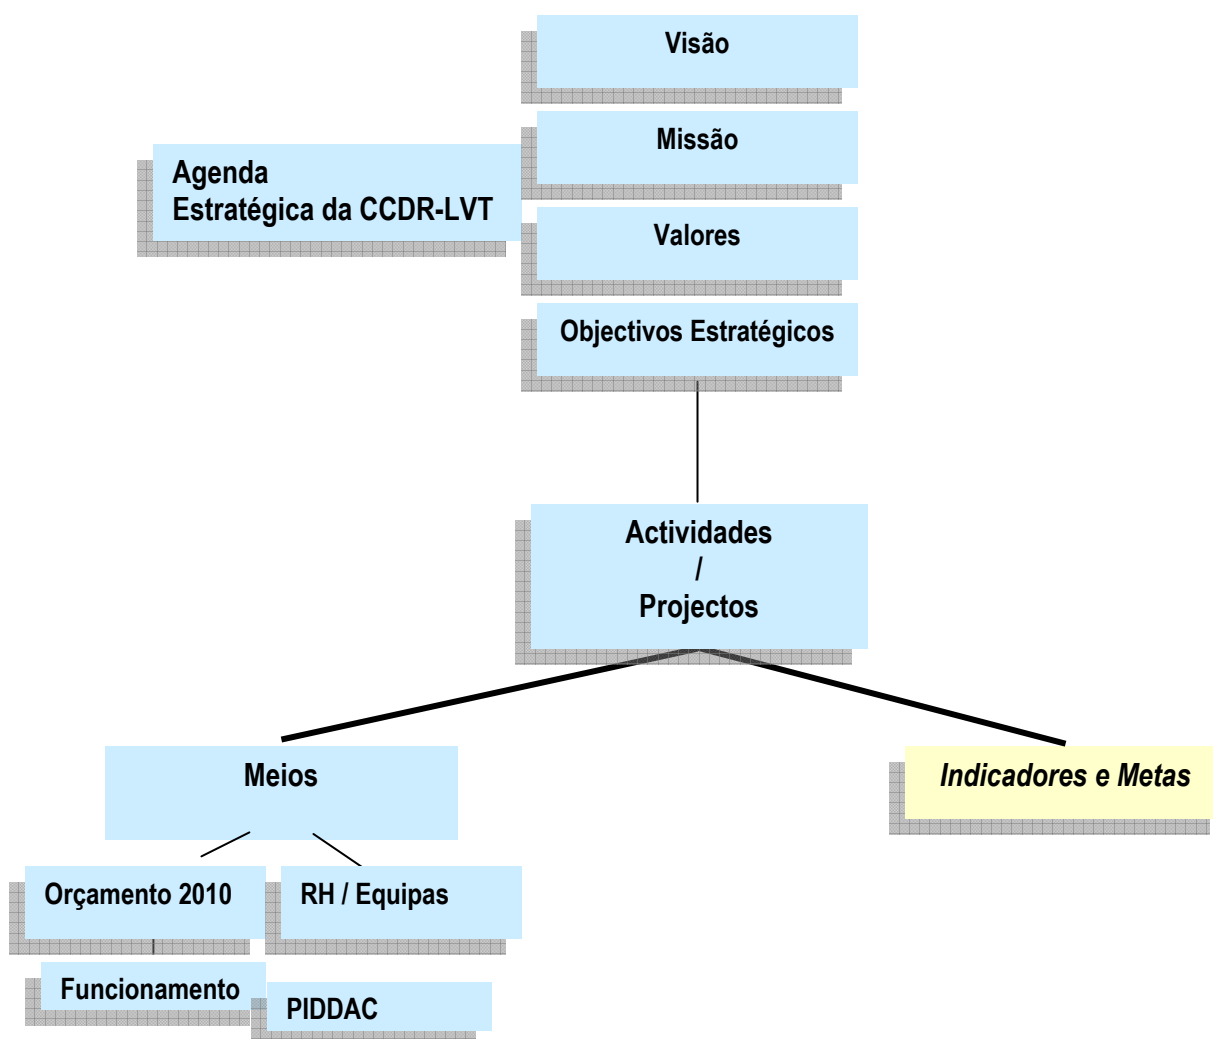 Visão
Missão
Agenda
Estratégica da CCDR-LVT
Valores
Objectivos Estratégicos
Actividades
/
Projectos
Meios
Indicadores e Metas
Orçamento 2010
RH / Equipas
Funcionamento
PIDDAC